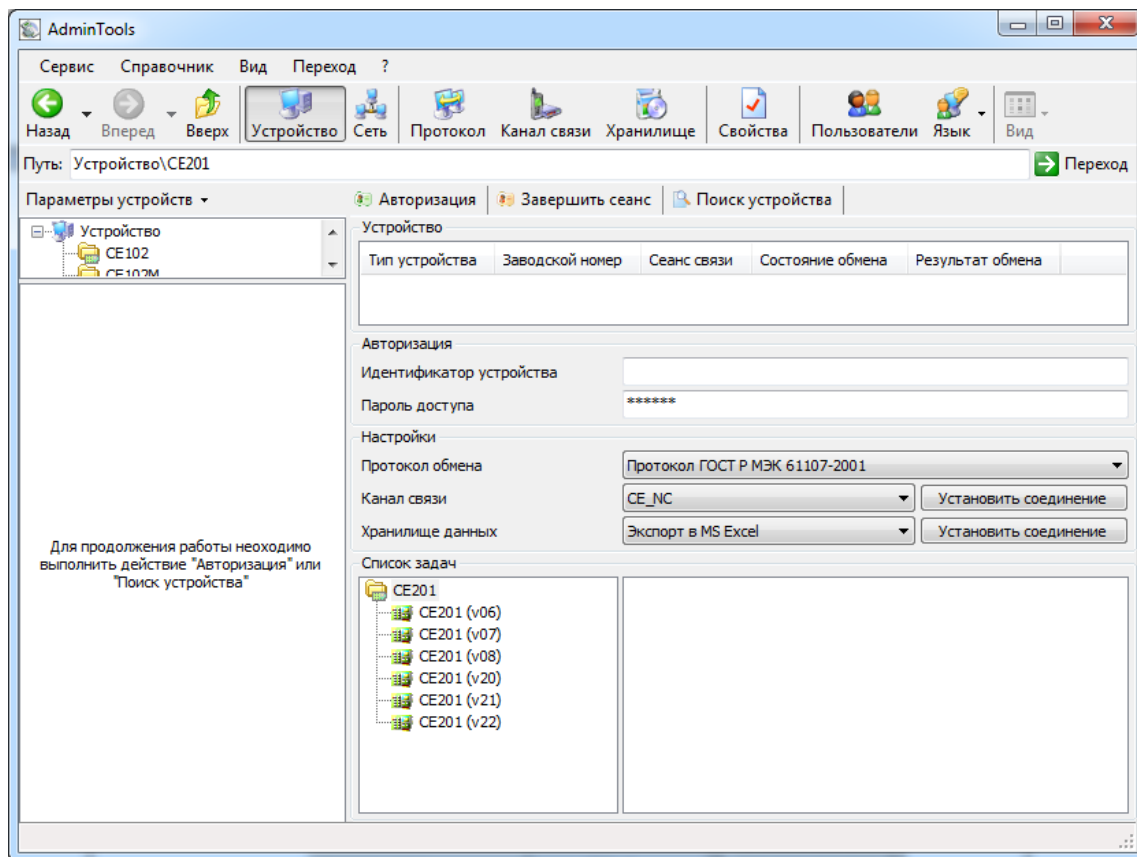 AdminTools
Сервис Справочник Вид Переход ?
Назад Вперед Вверх Устройство Сеть Протокол Канал связи Хранилище Свойства Пользователи Язык Вид
Путь: Устройство\CE201 Переход
Параметры устройств Авторизация Завершить сеанс Поиск устройства
Устройство
CE102
CE102M
Для продолжения работы неоходимо
выполнить действие "Авторизация" или
"Поиск устройства"
Устройство
Тип устройства Заводской номер Сеанс связи Состояние обмена Результат обмена
Авторизация
Идентификатор устройства
Пароль доступа ******
Настройки
Протокол обмена Протокол ГОСТ Р МЭК 61107-2001
Канал связи CE_NC Установить соединение
Хранилище данных Экспорт в MS Excel Установить соединение
Список задач
CE201
CE201 (v06)
CE201 (v07)
CE201 (v08)
CE201 (v20)
CE201 (v21)
CE201 (v22)